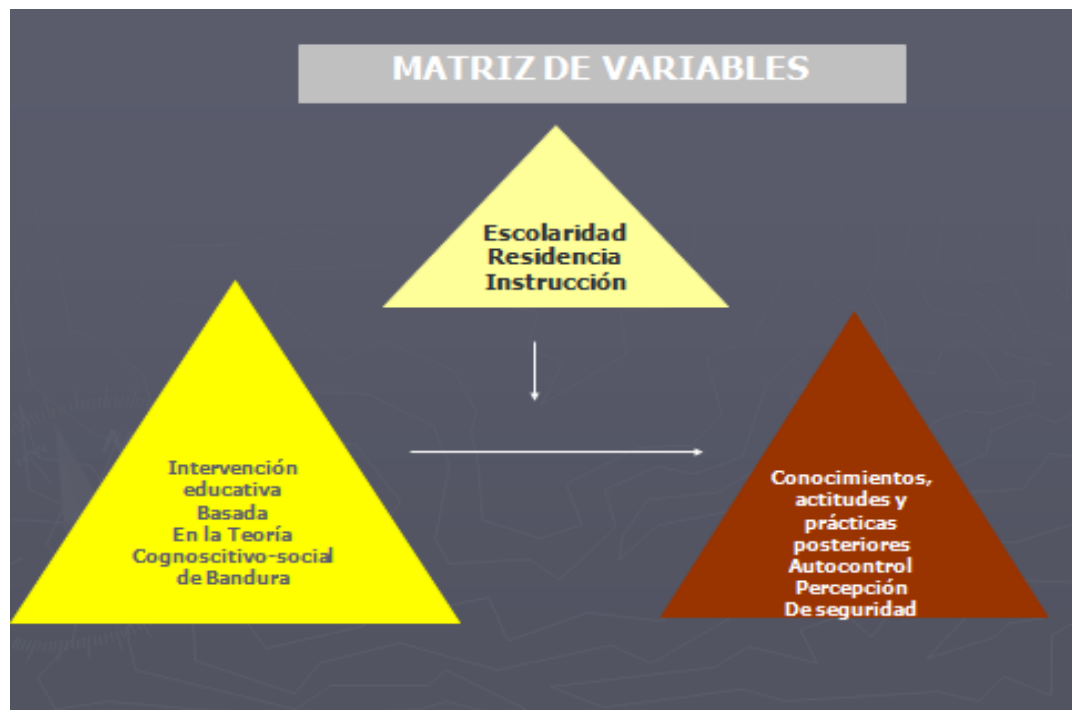 MATRIZ DE VARIABLES
Escolaridad
Residencia
Instrucción
Intervención
educativa
Basada
En la Teoría
Cognoscitivo-social
de Bandura
Conocimientos,
actitudes y
prácticas
posteriores
Autocontrol
Percepción
De seguridad